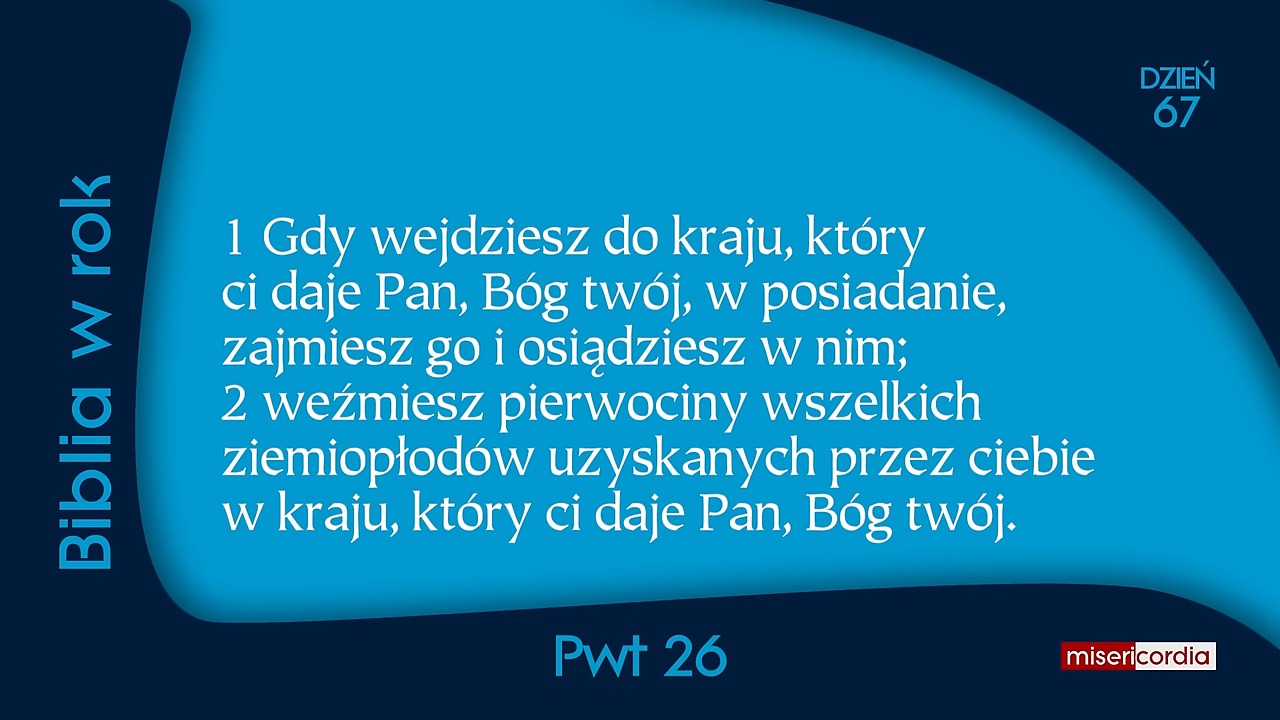 DZIEŃ
67
Biblia w rok
1 Gdy wejdziesz do kraju, który
ci daje Pan, Bóg twój, w posiadanie,
zajmiesz go i osiądziesz w nim;
2 weźmiesz pierwociny wszelkich
ziemiopłodów uzyskanych przez ciebie
w kraju, który ci daje Pan, Bóg twój.
Pwt 26
misericordia